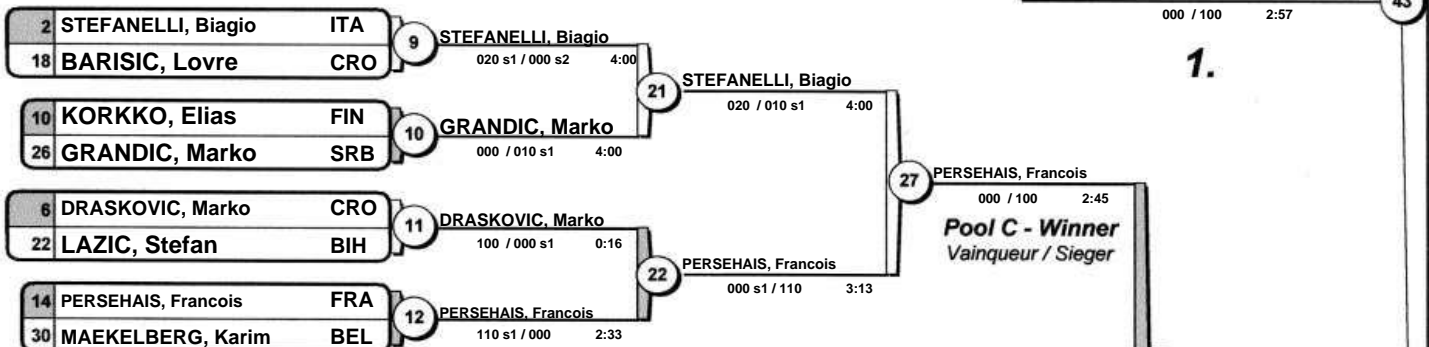 43
000 / 100 2:57
1.
2 STEFANELLI, Biagio ITA
18 BARISIC, Lovre CRO
9
STEFANELLI, Biagio
020 s1 / 000 s2 4:00
10 KORKKO, Elias FIN
26 GRANDIC, Marko SRB
10
GRANDIC, Marko
000 / 010 s1 4:00
21
STEFANELLI, Biagio
020 / 010 s1 4:00
6 DRASKOVIC, Marko CRO
22 LAZIC, Stefan BIH
11
DRASKOVIC, Marko
100 / 000 s1 0:16
14 PERSEHAIS, Francois FRA
30 MAEKELBERG, Karim BEL
12
PERSEHAIS, Francois
110 s1 / 000 2:33
22
PERSEHAIS, Francois
000 s1 / 110 3:13
27
PERSEHAIS, Francois
000 / 100 2:45
Pool C - Winner
Vainqueur / Sieger